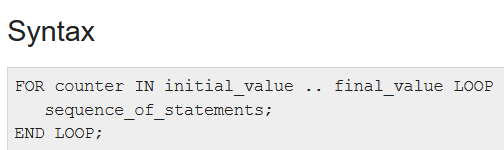 Syntax
FOR counter IN initial_value .. final_value LOOP
   sequence_of_statements;
END LOOP;